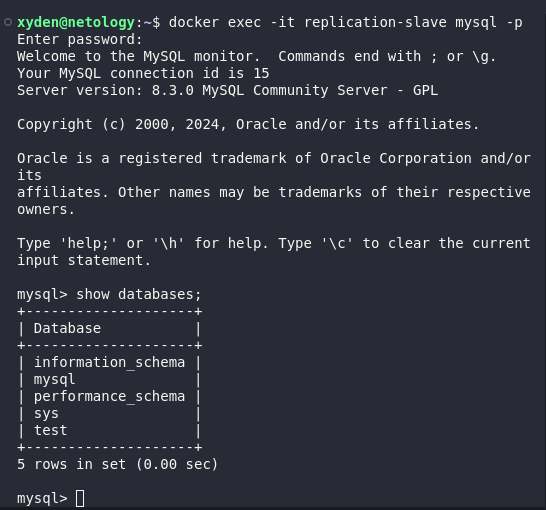 xyden@netology:~$ docker exec -it replication-slave mysql -p
Enter password:
Welcome to the MySQL monitor.  Commands end with ; or \g.
Your MySQL connection id is 15
Server version: 8.3.0 MySQL Community Server - GPL

Copyright (c) 2000, 2024, Oracle and/or its affiliates.

Oracle is a registered trademark of Oracle Corporation and/or
its
affiliates. Other names may be trademarks of their respective
owners.

Type 'help;' or '\h' for help. Type '\c' to clear the current
input statement.

mysql> show databases;
+--------------------+
| Database           |
+--------------------+
| information_schema |
| mysql              |
| performance_schema |
| sys                |
| test               |
+--------------------+
5 rows in set (0.00 sec)

mysql>